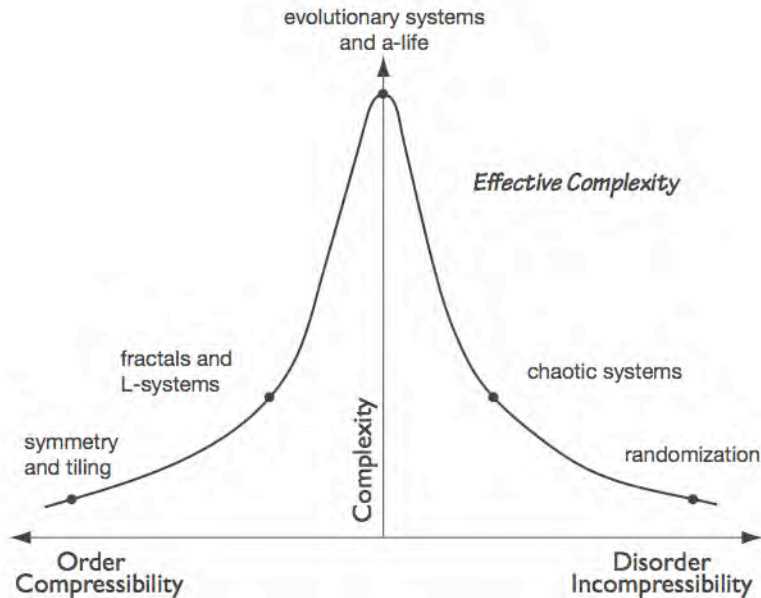 evolutionary systems
and a-life
Effective Complexity
fractals and
L-systems
chaotic systems
symmetry
and tiling
Complexity
randomization
Order
Compressibility
Disorder
Incompressibility